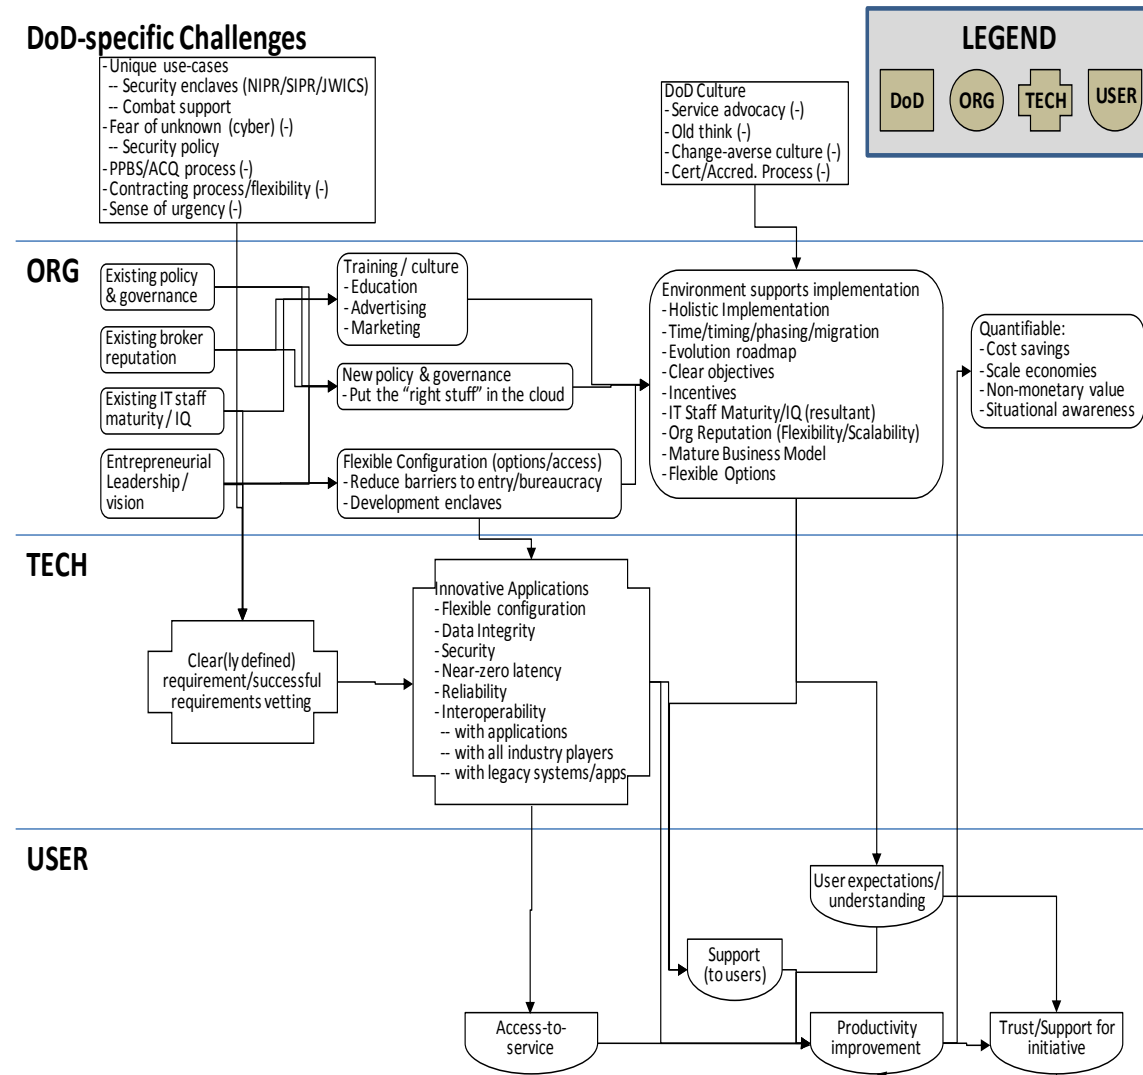 DoD-specific Challenges
- Unique use-cases
-- Security enclaves (NIPR/SIPR/JWICS)
-- Combat support
- Fear of unknown (cyber) (-)
-- Security policy
- PPBS/ACQ process (-)
- Contracting process/flexibility (-)
- Sense of urgency (-)
DoD Culture
- Service advocacy (-)
- Old think (-)
- Change-averse culture (-)
- Cert/Accred. Process (-)
LEGEND
DoD
ORG
TECH
USER
ORG
Existing policy
& governance
Existing broker
reputation
Existing IT staff
maturity / IQ
Entrepreneurial
Leadership /
vision
Training / culture
- Education
- Advertising
- Marketing
New policy & governance
- Put the “right stuff” in the cloud
Flexible Configuration (options/access)
- Reduce barriers to entry/bureaucracy
- Development enclaves
Environment supports implementation
- Holistic Implementation
- Time/timing/phasing/migration
- Evolution roadmap
- Clear objectives
- Incentives
- IT Staff Maturity/IQ (resultant)
- Org Reputation (Flexibility/Scalability)
- Mature Business Model
- Flexible Options
Quantifiable:
- Cost savings
- Scale economies
- Non-monetary value
- Situational awareness
TECH
Clear(ly defined)
requirement/successful
requirements vetting
Innovative Applications
- Flexible configuration
- Data Integrity
- Security
- Near-zero latency
- Reliability
- Interoperability
-- with applications
-- with all industry players
-- with legacy systems/apps
USER
User expectations/
understanding
Support
(to users)
Access-to-
service
Productivity
improvement
Trust/Support for
initiative